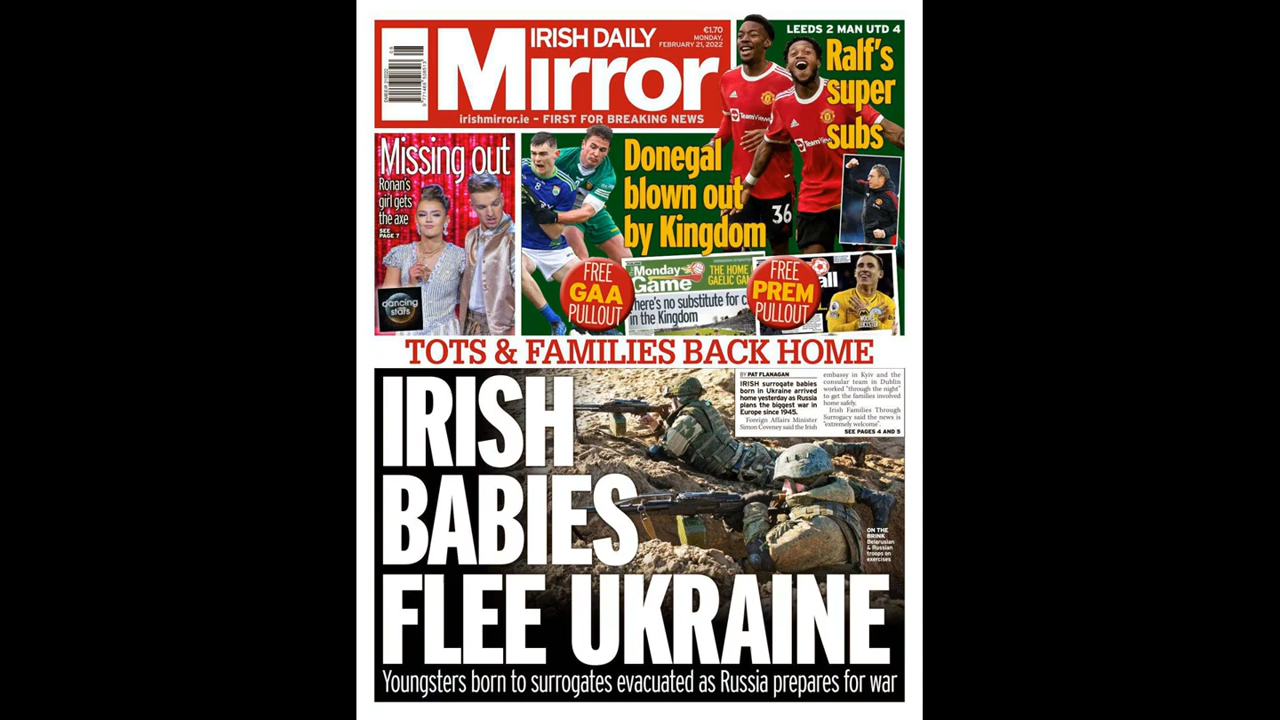 IRISH DAILY
Mirror
€1.70
MONDAY,
FEBRUARY 21, 2022
irishmirror.ie – FIRST FOR BREAKING NEWS
LEEDS 2 MAN UTD 4
Ralf's
super
subs
TeamViewer
36
Missing out
Ronan's
girl gets
the axe
SEE
PAGE 7
dancing
stars
Donegal
blown out
by Kingdom
FREE
GAA
PULLOUT
Monday
Game
THE HOME
GAELIC GA
here's no substitute for c
in the Kingdom
FREE
PREM
PULLOUT
all
TOTS & FAMILIES BACK HOME
IRISH
BABIES
FLEE UKRAINE
Youngsters born to surrogates evacuated as Russia prepares for war
BY PAT FLANAGAN
IRISH surrogate babies
born in Ukraine arrived
home yesterday as Russia
plans the biggest war in
Europe since 1945.
Foreign Affairs Minister
Simon Coveney said the Irish
embassy in Kyiv and the
consular team in Dublin
worked "through the night"
to get the families involved
home safely.
Irish Families Through
Surrogacy said the news is
"extremely welcome".
SEE PAGES 4 AND 5
ON THE
BRINK
Belarusian
& Russian
troops on
exercises